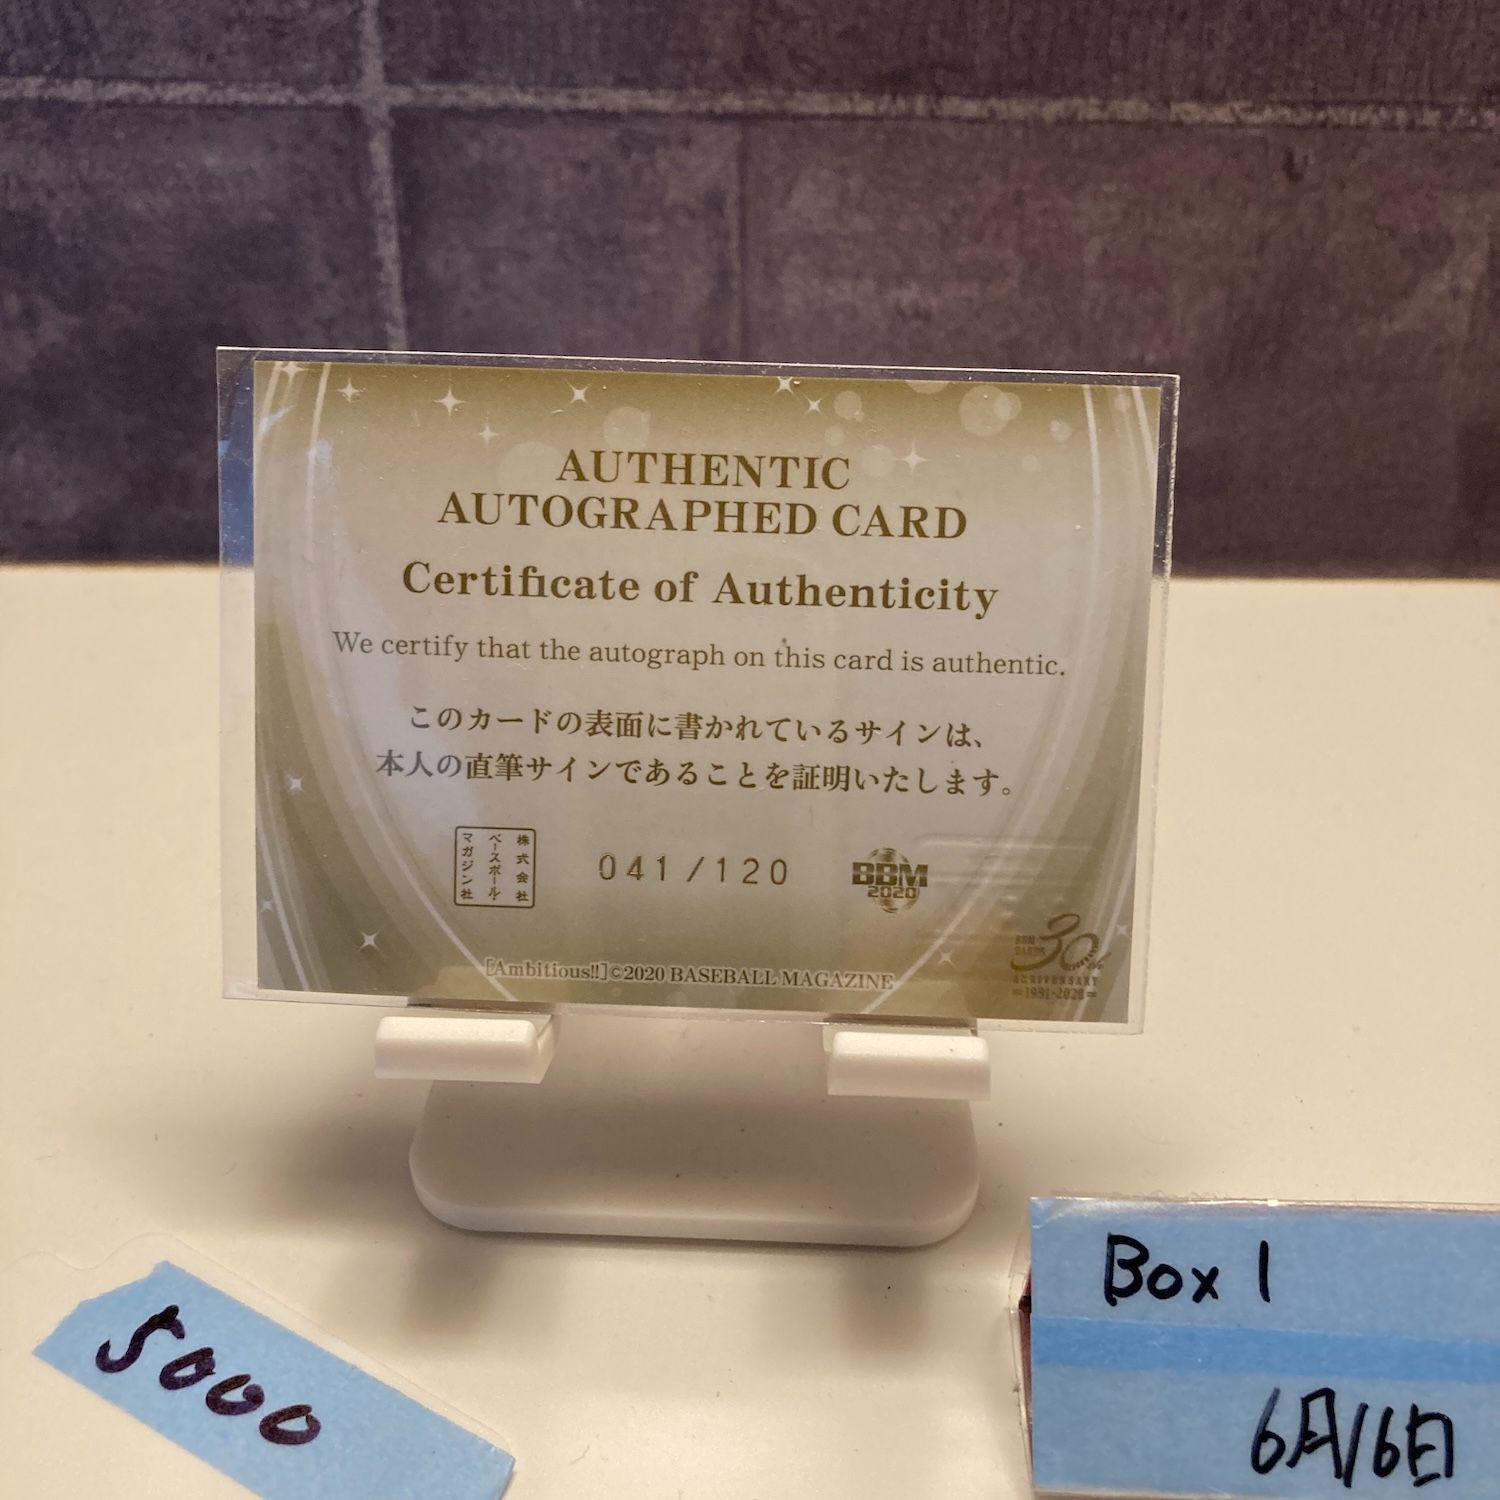 AUTHENTIC
AUTOGRAPHED CARD
Certificate of Authenticity
We certify that the autograph on this card is authentic.
このカードの表面に書かれているサインは、
本人の直筆サインであることを証明いたします。
株式会社
ベースボール・
マガジン社
041/120
BBM
2020
BBM
CARDS
30th
ANNIVERSARY
=1991-2020=
[Ambitious!!]©2020 BASEBALL MAGAZINE
5000
Box 1
6月16日